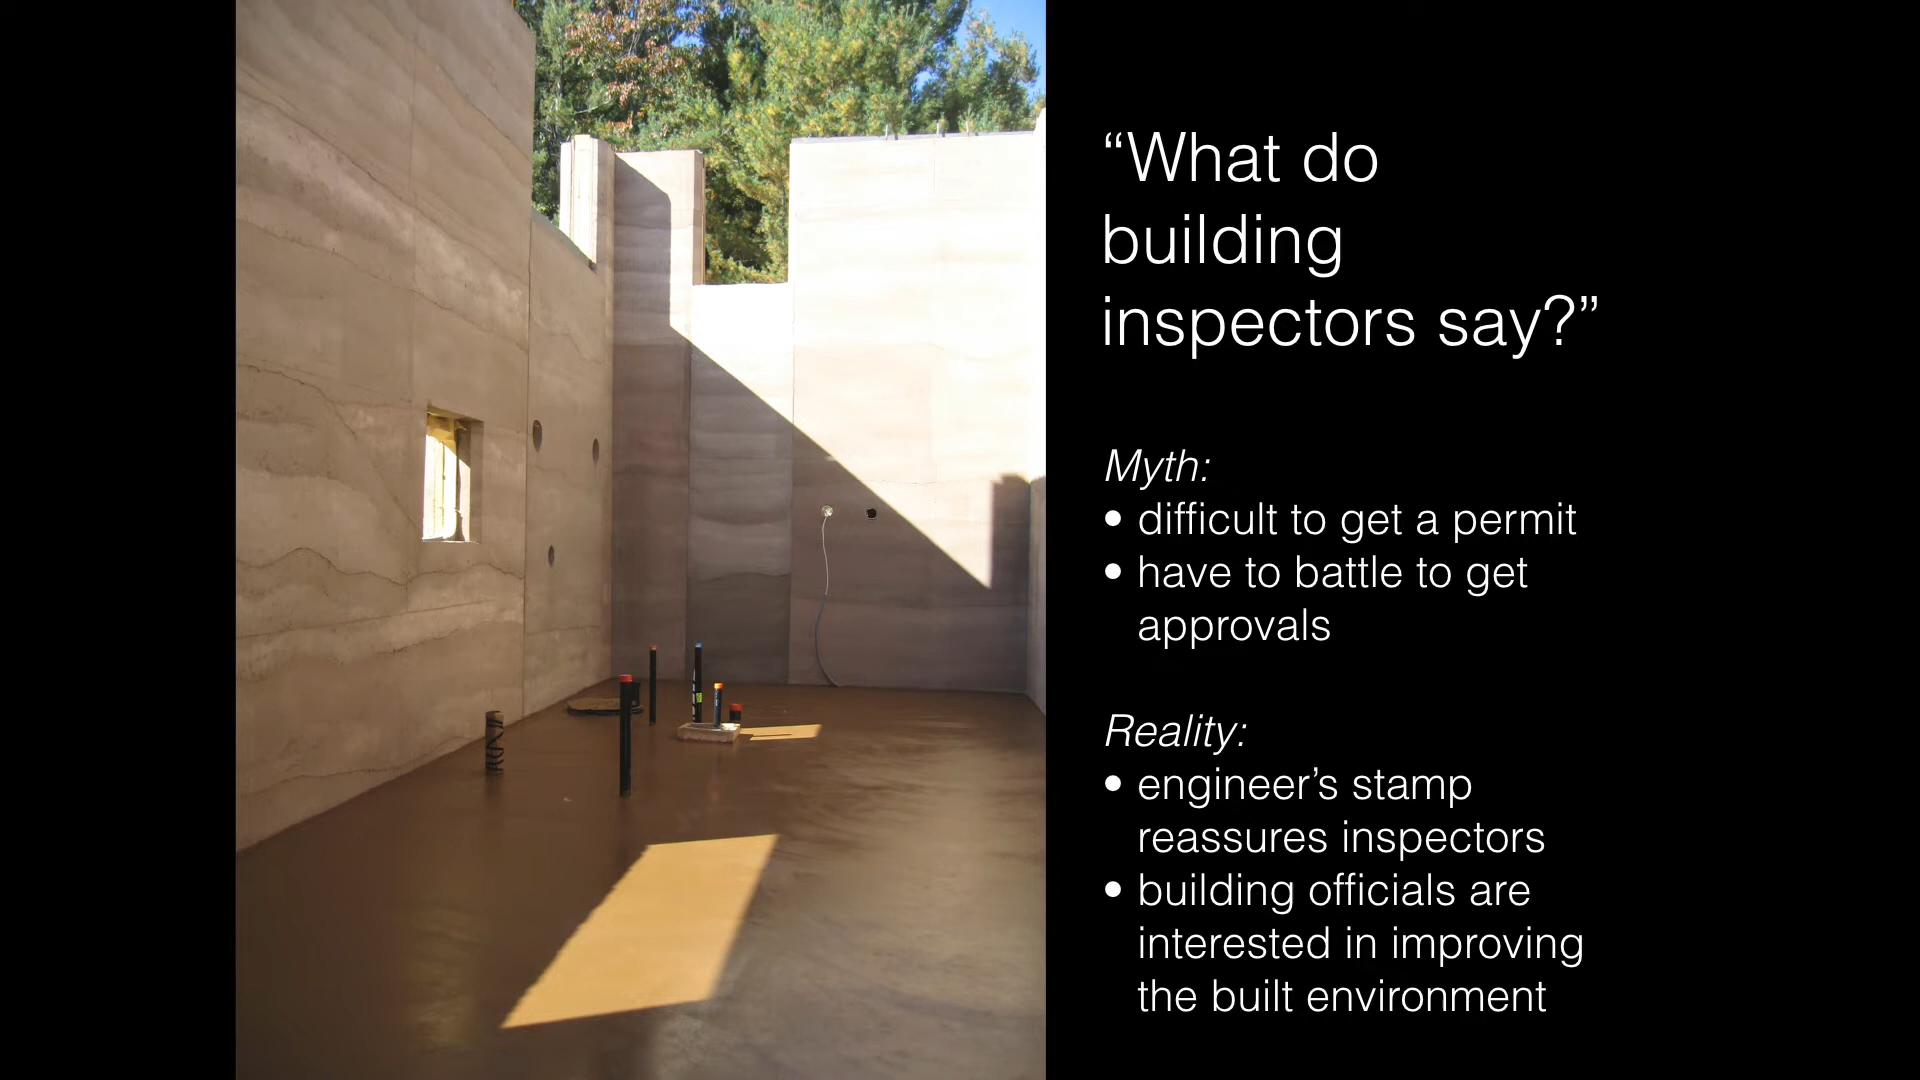 “What do
building
inspectors say?”
Myth:
• difficult to get a permit
• have to battle to get
approvals
Reality:
• engineer’s stamp
reassures inspectors
• building officials are
interested in improving
the built environment